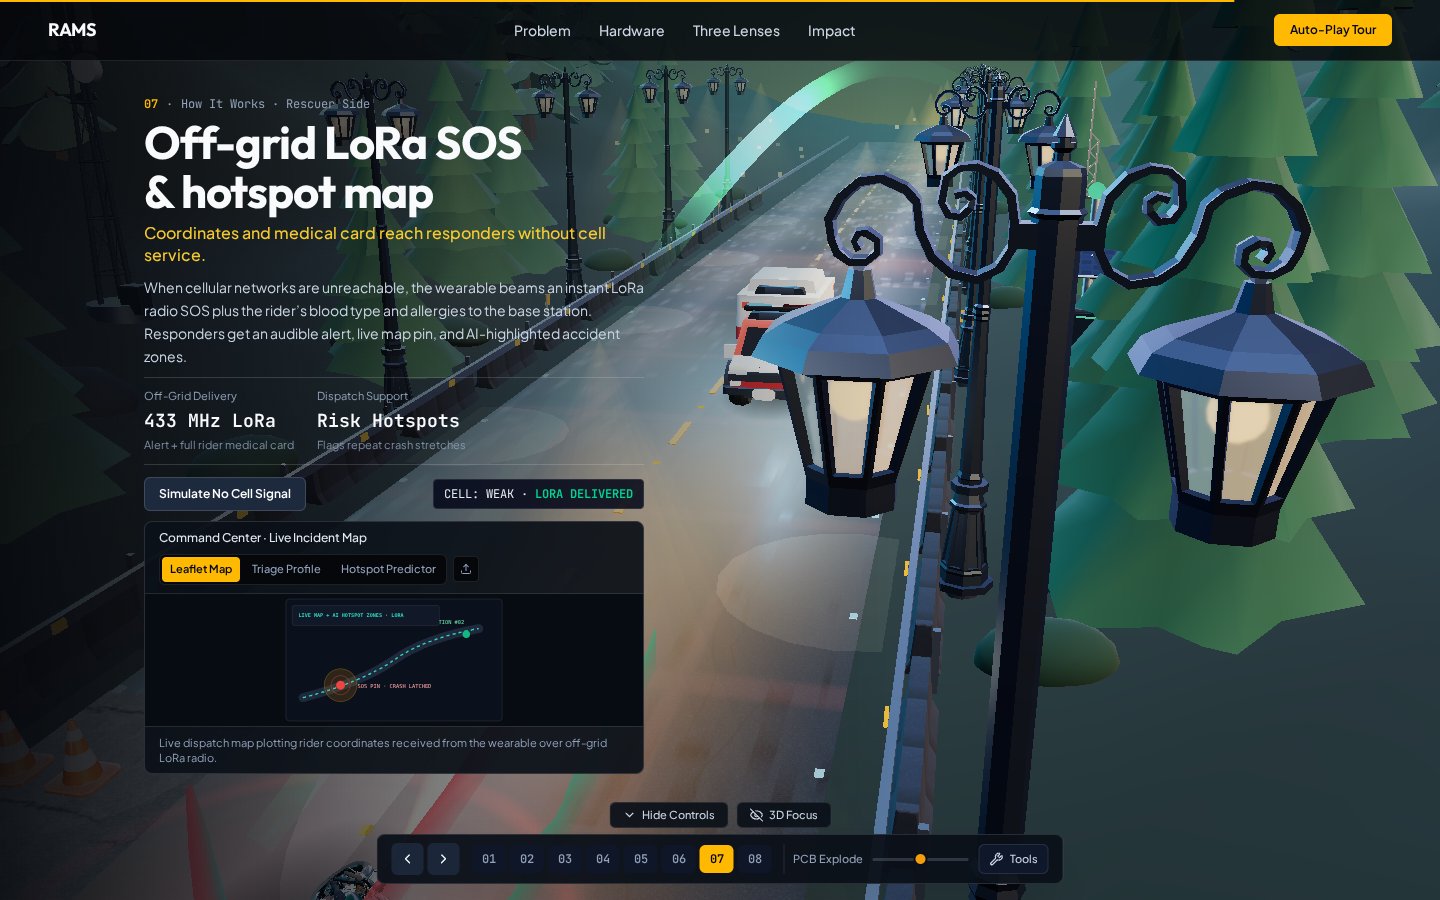 RAMS
Problem
Hardware
Three Lenses
Impact
Auto-Play Tour
07 · How It Works · Rescuer Side
Off-grid LoRa SOS
& hotspot map
Coordinates and medical card reach responders without cell
service.
When cellular networks are unreachable, the wearable beams an instant LoRa
radio SOS plus the rider's blood type and allergies to the base station.
Responders get an audible alert, live map pin, and AI-highlighted accident
zones.
Off-Grid Delivery
433 MHz LoRa
Alert + full rider medical card
Dispatch Support
Risk Hotspots
Flags repeat crash stretches
Simulate No Cell Signal
CELL: WEAK · LORA DELIVERED
Command Center · Live Incident Map
Leaflet Map
Triage Profile
Hotspot Predictor
LIVE MAP + AI HOTSPOT ZONES · LORA
TION #02
SOS PIN · CRASH LATCHED
Live dispatch map plotting rider coordinates received from the wearable over off-grid
LoRa radio.
Hide Controls
3D Focus
01 02 03 04 05 06 07 08
PCB Explode
Tools